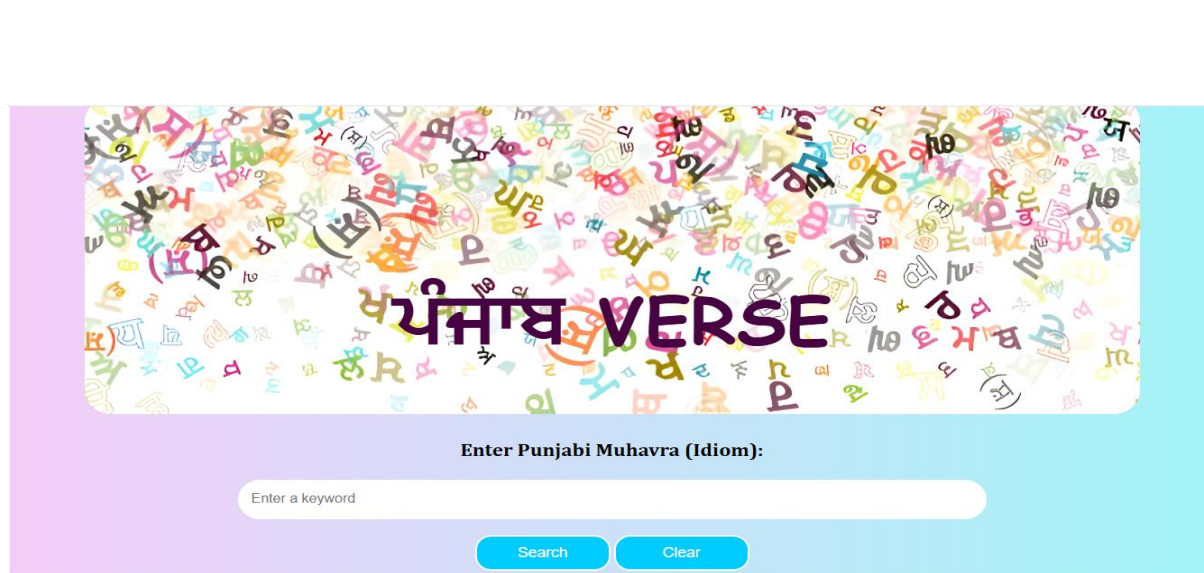 ਪੰਜਾਬ VERSE
Enter Punjabi Muhavra (Idiom):
Enter a keyword
Search
Clear